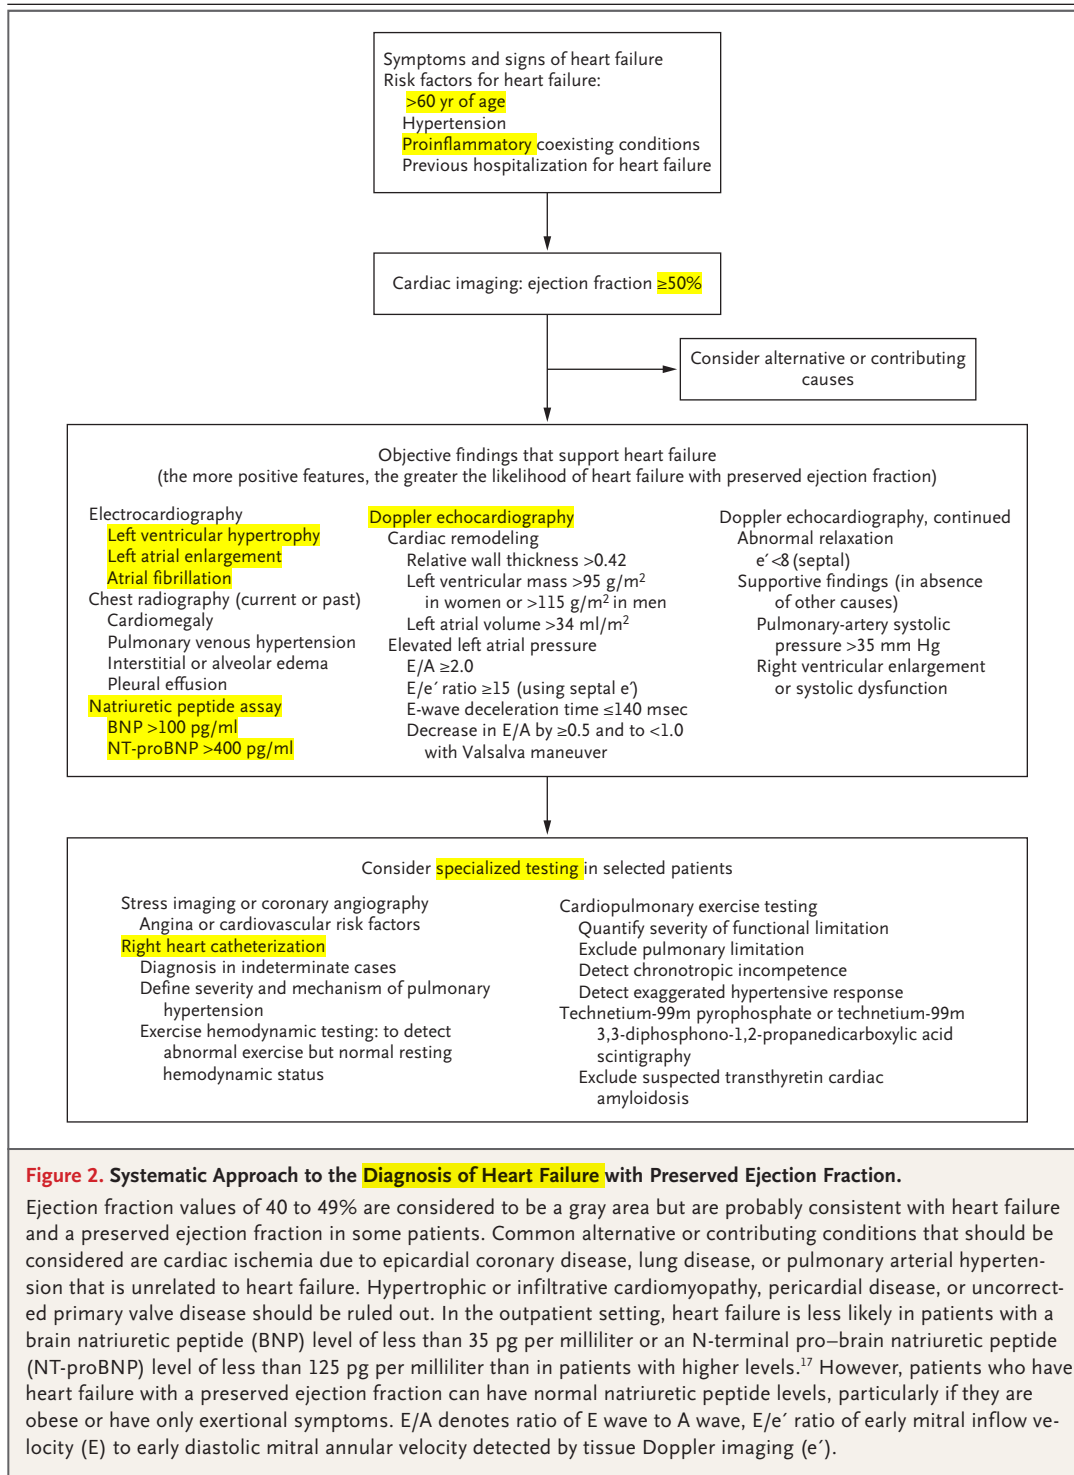 Symptoms and signs of heart failure
Risk factors for heart failure:
>60 yr of age
Hypertension
Proinflammatory coexisting conditions
Previous hospitalization for heart failure
Cardiac imaging: ejection fraction ≥50%
Consider alternative or contributing
causes
Objective findings that support heart failure
(the more positive features, the greater the likelihood of heart failure with preserved ejection fraction)
Electrocardiography
Left ventricular hypertrophy
Left atrial enlargement
Atrial fibrillation
Chest radiography (current or past)
Cardiomegaly
Pulmonary venous hypertension
Interstitial or alveolar edema
Pleural effusion
Natriuretic peptide assay
BNP >100 pg/ml
NT-proBNP >400 pg/ml
Doppler echocardiography
Cardiac remodeling
Relative wall thickness >0.42
Left ventricular mass >95 g/m²
in women or >115 g/m² in men
Left atrial volume >34 ml/m²
Elevated left atrial pressure
E/A ≥2.0
E/e′ ratio ≥15 (using septal e′)
E-wave deceleration time ≤140 msec
Decrease in E/A by ≥0.5 and to <1.0
with Valsalva maneuver
Doppler echocardiography, continued
Abnormal relaxation
e′ <8 (septal)
Supportive findings (in absence
of other causes)
Pulmonary-artery systolic
pressure >35 mm Hg
Right ventricular enlargement
or systolic dysfunction
Consider specialized testing in selected patients
Stress imaging or coronary angiography
Angina or cardiovascular risk factors
Right heart catheterization
Diagnosis in indeterminate cases
Define severity and mechanism of pulmonary
hypertension
Exercise hemodynamic testing: to detect
abnormal exercise but normal resting
hemodynamic status
Cardiopulmonary exercise testing
Quantify severity of functional limitation
Exclude pulmonary limitation
Detect chronotropic incompetence
Detect exaggerated hypertensive response
Technetium-99m pyrophosphate or technetium-99m
3,3-diphosphono-1,2-propanedicarboxylic acid
scintigraphy
Exclude suspected transthyretin cardiac
amyloidosis
Figure 2. Systematic Approach to the Diagnosis of Heart Failure with Preserved Ejection Fraction.
Ejection fraction values of 40 to 49% are considered to be a gray area but are probably consistent with heart failure
and a preserved ejection fraction in some patients. Common alternative or contributing conditions that should be
considered are cardiac ischemia due to epicardial coronary disease, lung disease, or pulmonary arterial hyperten-
sion that is unrelated to heart failure. Hypertrophic or infiltrative cardiomyopathy, pericardial disease, or uncorrect-
ed primary valve disease should be ruled out. In the outpatient setting, heart failure is less likely in patients with a
brain natriuretic peptide (BNP) level of less than 35 pg per milliliter or an N-terminal pro–brain natriuretic peptide
(NT-proBNP) level of less than 125 pg per milliliter than in patients with higher levels.¹⁷ However, patients who have
heart failure with a preserved ejection fraction can have normal natriuretic peptide levels, particularly if they are
obese or have only exertional symptoms. E/A denotes ratio of E wave to A wave, E/e′ ratio of early mitral inflow ve-
locity (E) to early diastolic mitral annular velocity detected by tissue Doppler imaging (e′).